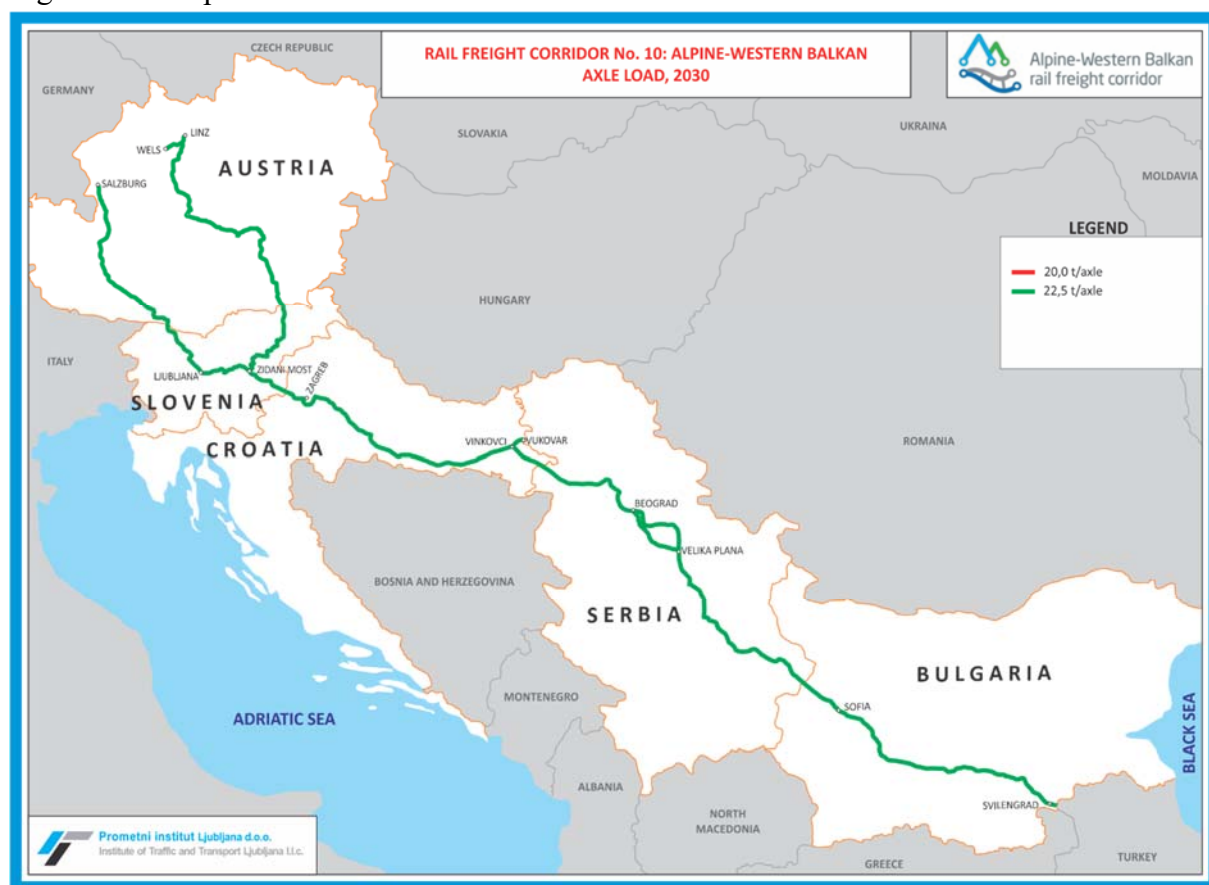 RAIL FREIGHT CORRIDOR No. 10: ALPINE-WESTERN BALKAN
AXLE LOAD, 2030
Alpine-Western Balkan
rail freight corridor
CZECH REPUBLIC
GERMANY
SLOVAKIA
UKRAINE
MOLDAVIA
LINZ
WELS
AUSTRIA
SALZBURG
LEGEND
20,0 t/axle
22,5 t/axle
HUNGARY
ITALY
LJUBLJANA
ZIDANI MOST
ZAGREB
SLOVENIA
CROATIA
VINKOVCI
VUKOVAR
ROMANIA
BEOGRAD
VELIKA PLANA
BOSNIA AND HERZEGOVINA
SERBIA
BULGARIA
MONTENEGRO
SOFIA
ADRIATIC SEA
BLACK SEA
ALBANIA
SVILENGRAD
NORTH
MACEDONIA
GREECE
TURKEY
Prometni institut Ljubljana d.o.o.
Institute of Traffic and Transport Ljubljana l.l.c.